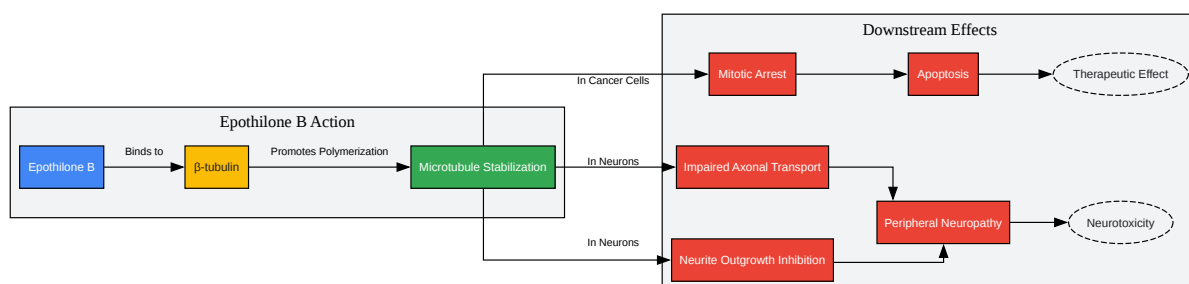 Downstream Effects
In Cancer Cells
Mitotic Arrest
Apoptosis
Therapeutic Effect
Epothilone B Action
Epothilone B
Binds to
β-tubulin
Promotes Polymerization
Microtubule Stabilization
In Neurons
Impaired Axonal Transport
Peripheral Neuropathy
Neurotoxicity
In Neurons
Neurite Outgrowth Inhibition